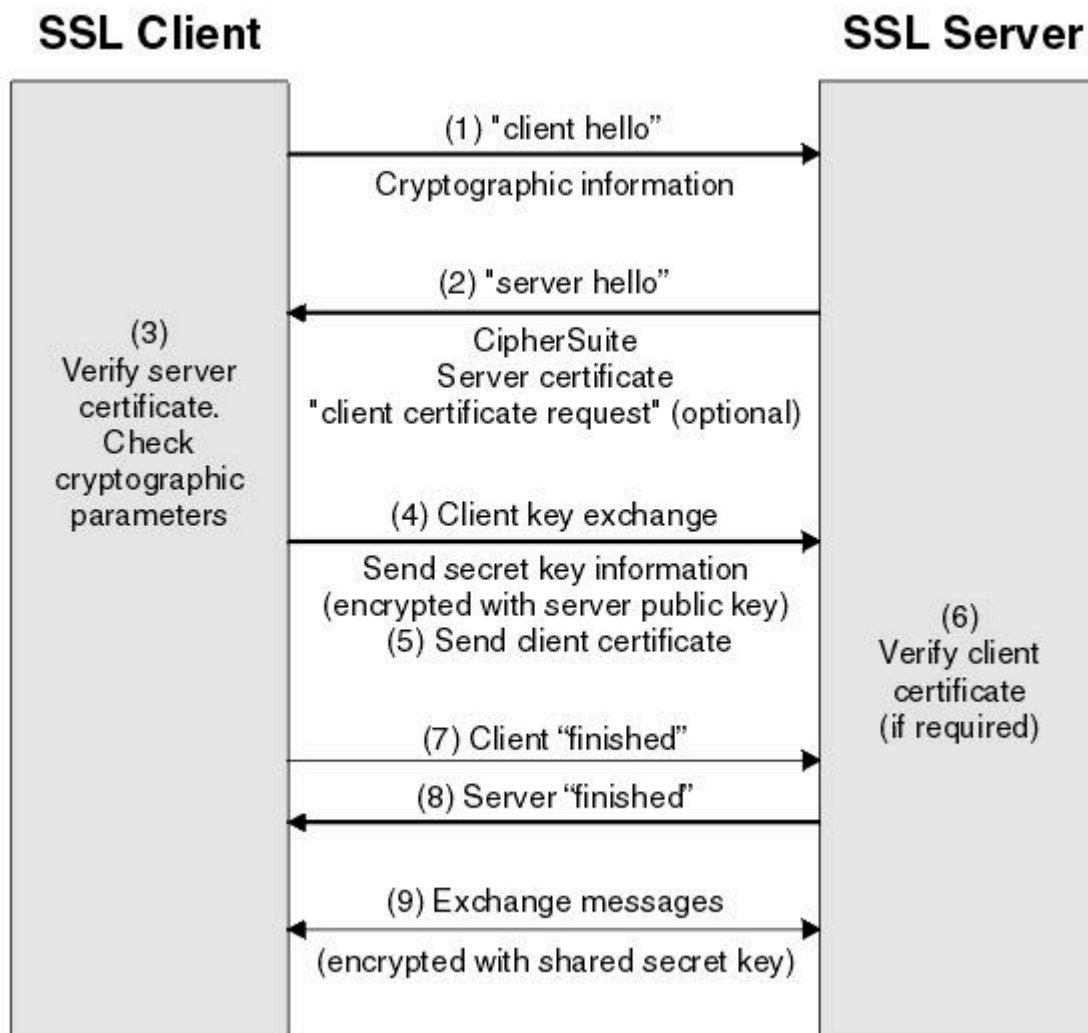 SSL Client
SSL Server
(1) "client hello”
Cryptographic information
(2) "server hello”
CipherSuite
Server certificate
"client certificate request" (optional)
(3)
Verify server
certificate.
Check
cryptographic
parameters
(4) Client key exchange
Send secret key information
(encrypted with server public key)
(5) Send client certificate
(6)
Verify client
certificate
(if required)
(7) Client “finished”
(8) Server “finished”
(9) Exchange messages
(encrypted with shared secret key)